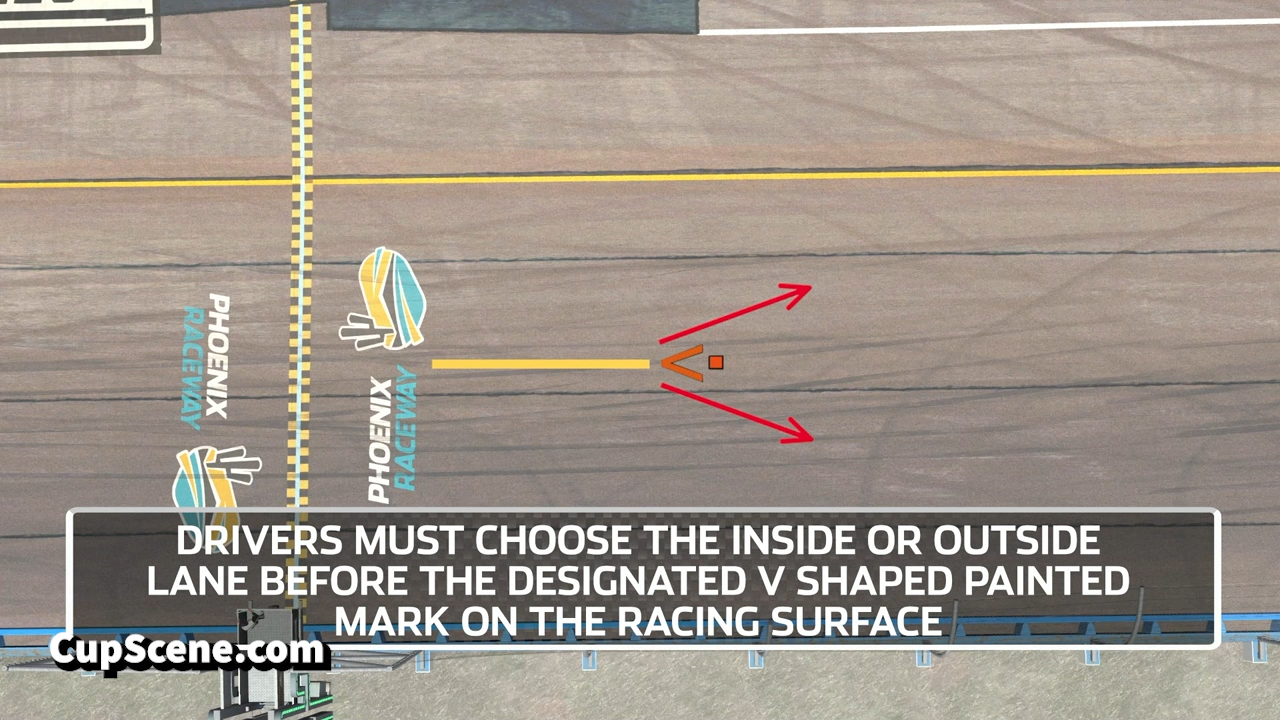 PHOENIX
RACEWAY
PHOENIX
RACEWAY
DRIVERS MUST CHOOSE THE INSIDE OR OUTSIDE
LANE BEFORE THE DESIGNATED V SHAPED PAINTED
MARK ON THE RACING SURFACE
CupScene.com